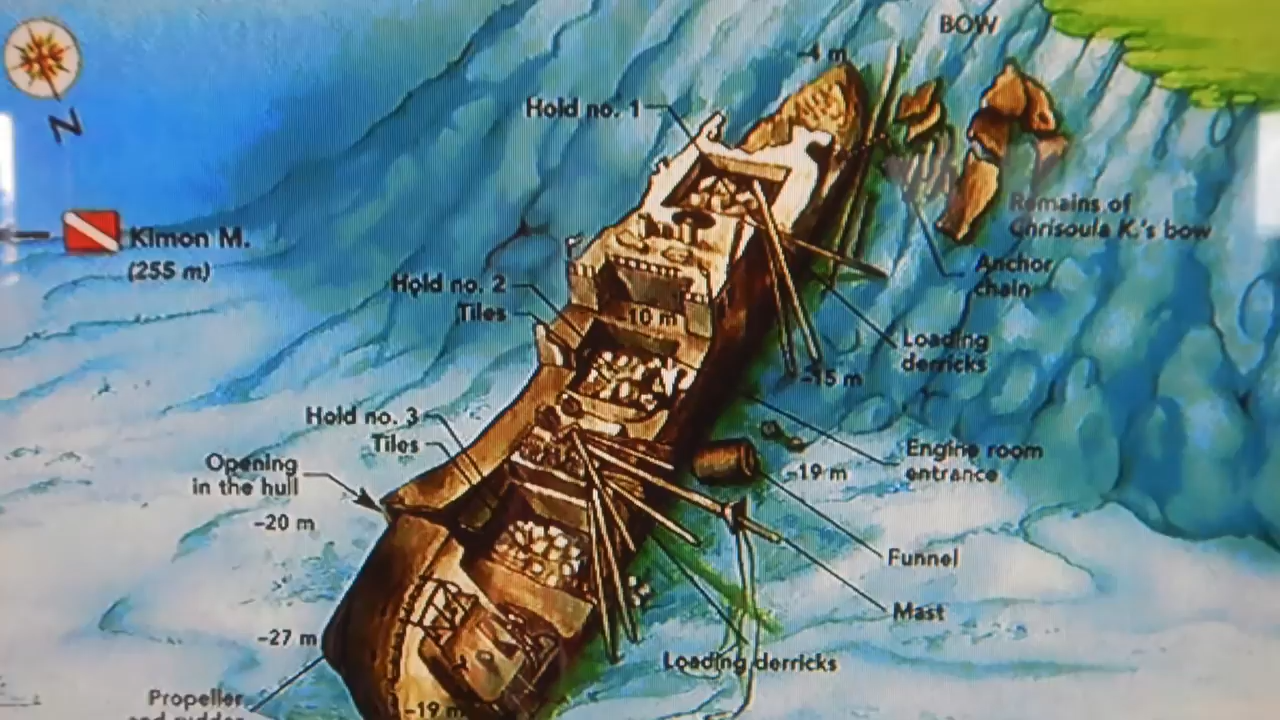 BOW
-4 m
Hold no. 1
N
Remains of
Chrisoula K.'s bow
Kimon M.
(255 m)
Anchor
chain
Hold no. 2
Tiles
-10 m
Loading
derricks
-15 m
Hold no. 3
Tiles
Engine room
entrance
Opening
in the hull
-19 m
-20 m
Funnel
Mast
-27 m
Loading derricks
Propeller
and rudder
-19 m